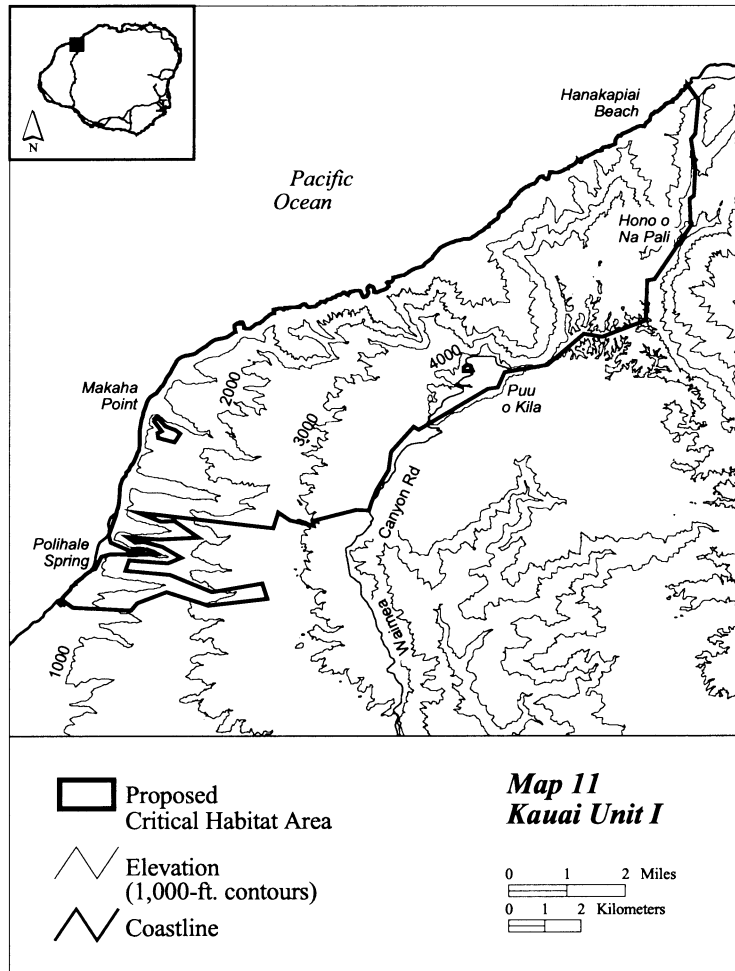 N
Pacific
Ocean
Hanakapiai
Beach
Hono o
Na Pali
4000
Makaha
Point
2000
3000
Puu
o Kila
Canyon Rd
Polihale
Spring
Waimea
1000
Proposed
Critical Habitat Area
Elevation
(1,000-ft. contours)
Coastline
Map 11
Kauai Unit I
0 1 2 Miles
0 1 2 Kilometers